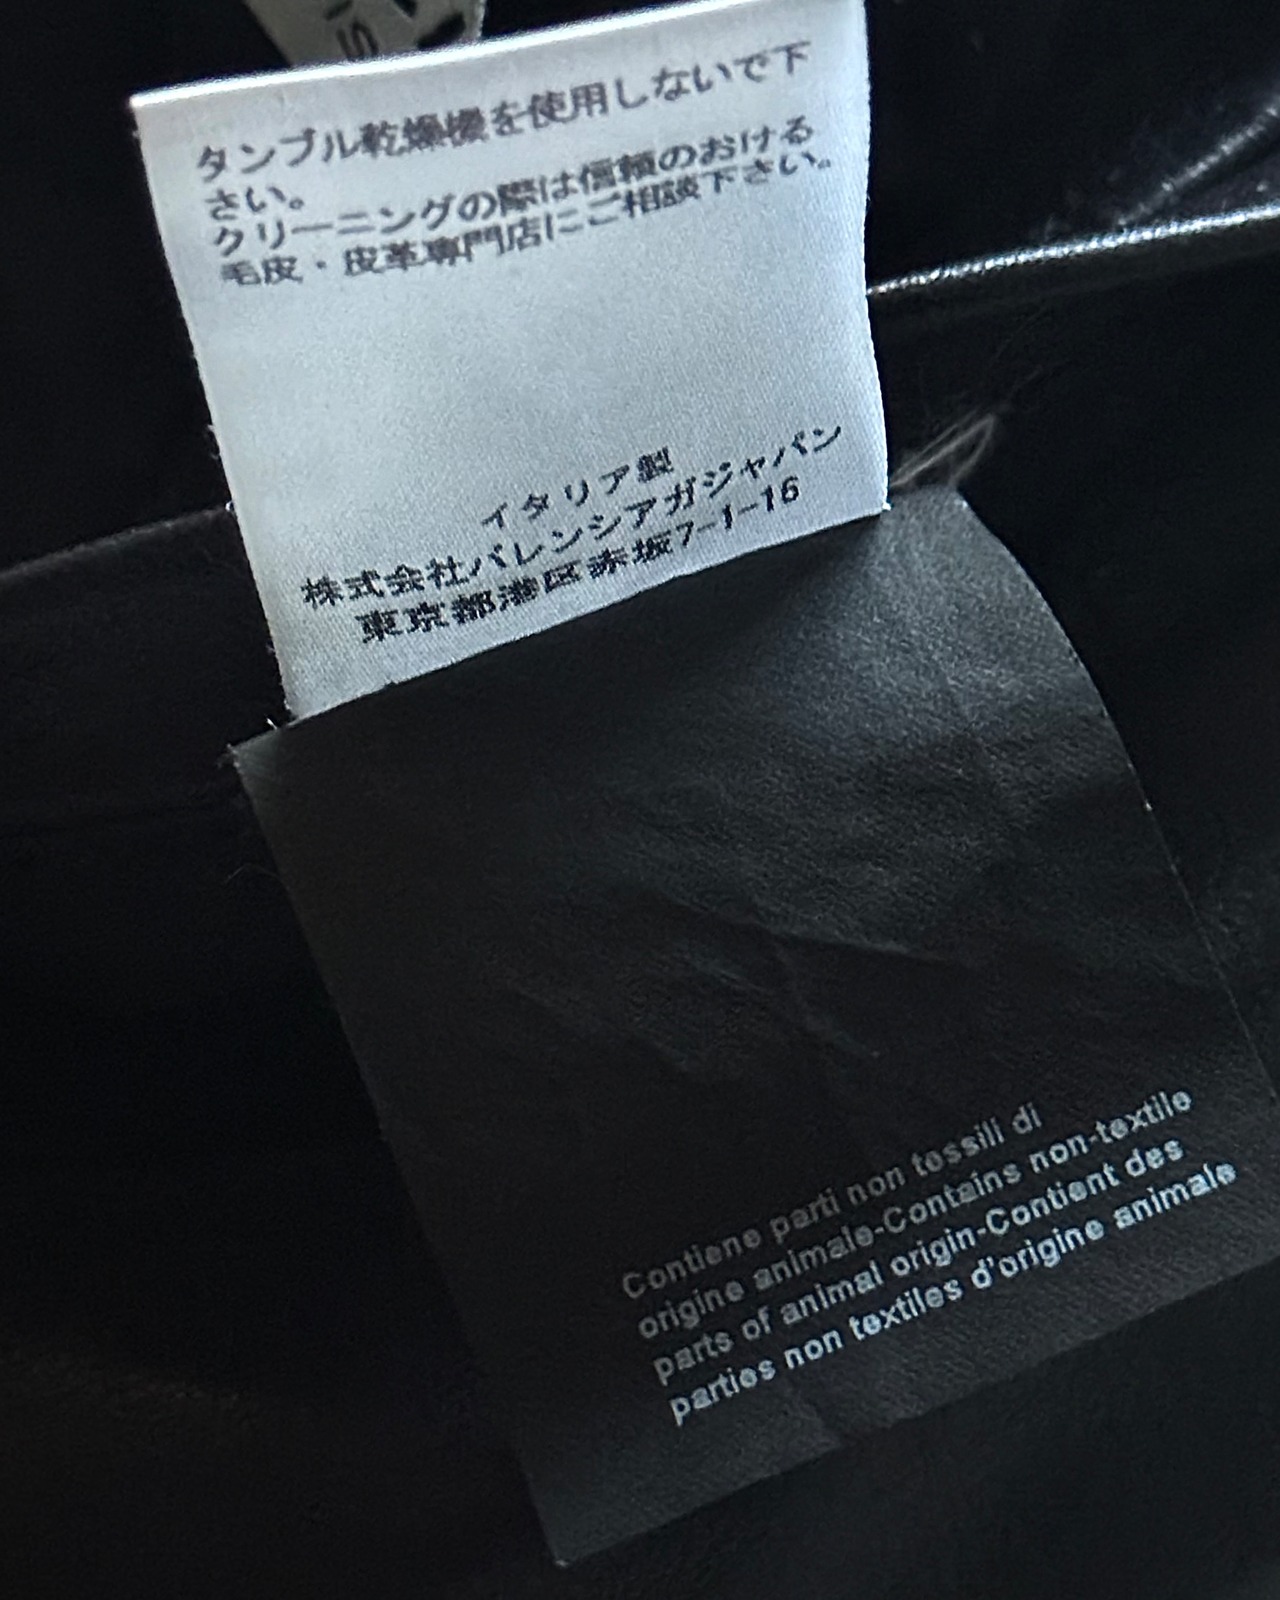 タンブル乾燥機を使用しないで下
さい。
クリーニングの際は信頼のおける
毛皮・皮革専門店にご相談下さい。
イタリア製
株式会社バレンシアガジャパン
東京都港区赤坂7-1-16
Contiene parti non tessili di
origine animale-Contains non-textile
parts of animal origin-Contient des
parties non textiles d'origine animale